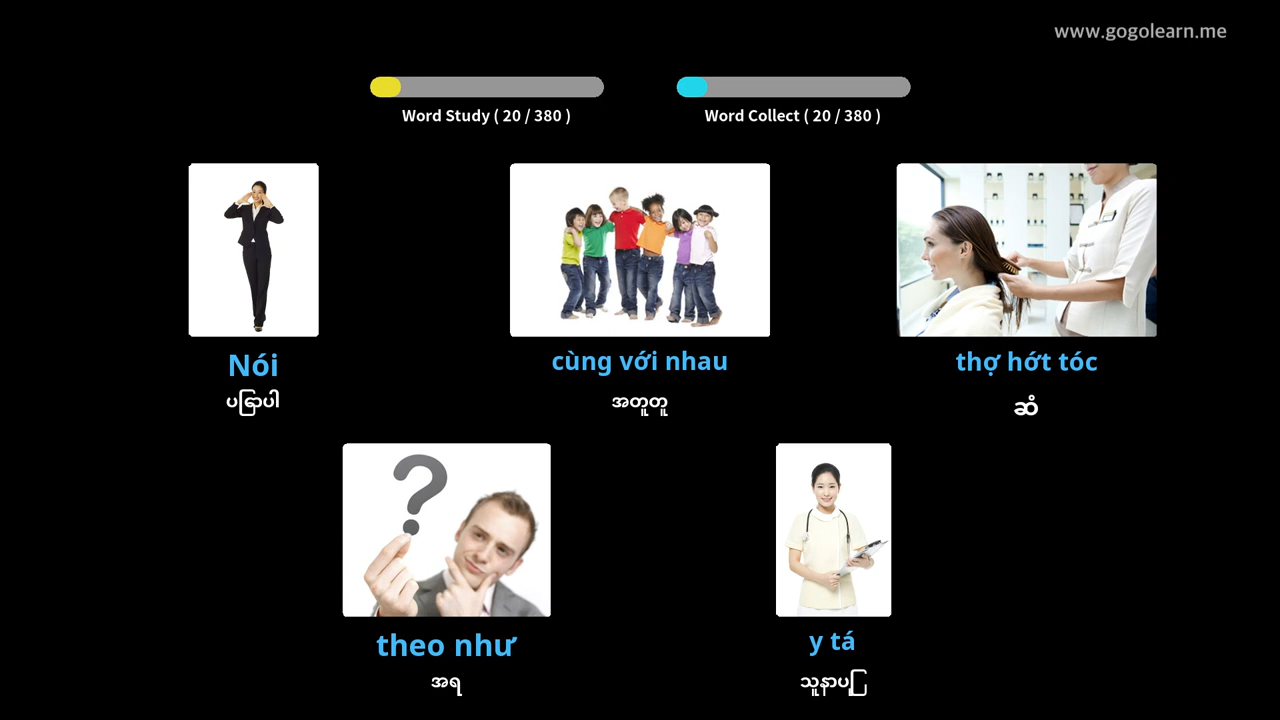 www.gogolearn.me
Word Study ( 20 / 380 )
Word Collect ( 20 / 380 )
Nói
ပြောပါ
cùng với nhau
အတူတူ
thợ hớt tóc
ဆံ
theo như
အရ
y tá
သူနာပြု